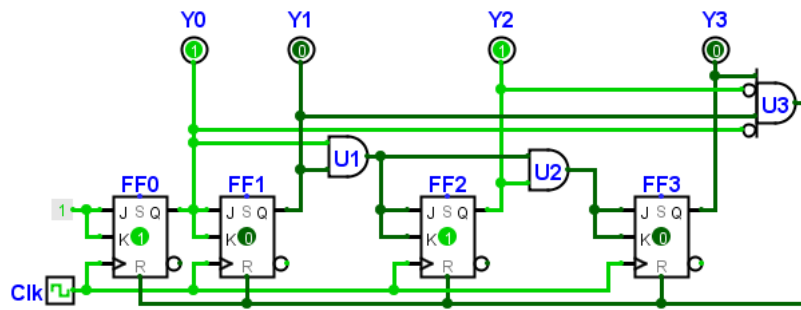 Y0 Y1 Y2 Y3
1 0 1 0
U3
U1 U2
FF0 FF1 FF2 FF3
1 J S Q J S Q J S Q J S Q
K 1 K 0 K 1 K 0
R R R R
Clk